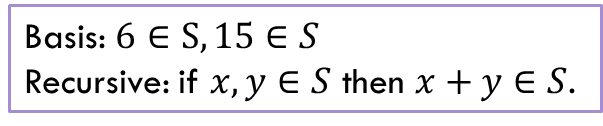 Basis: 6 ∈ S, 15 ∈ 𝑆
Recursive: if 𝑥, 𝑦 ∈ 𝑆 then 𝑥 + 𝑦 ∈ 𝑆.